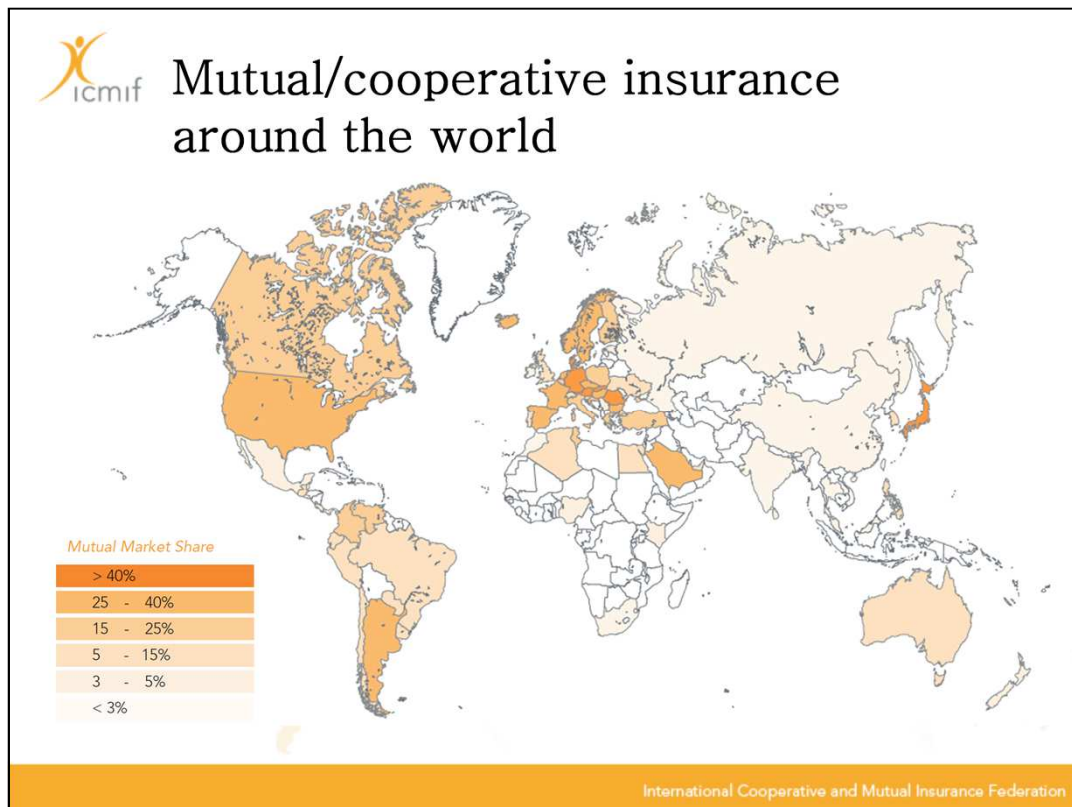 icmif
Mutual/cooperative insurance
around the world
Mutual Market Share
> 40%
25 - 40%
15 - 25%
5 - 15%
3 - 5%
< 3%
International Cooperative and Mutual Insurance Federation